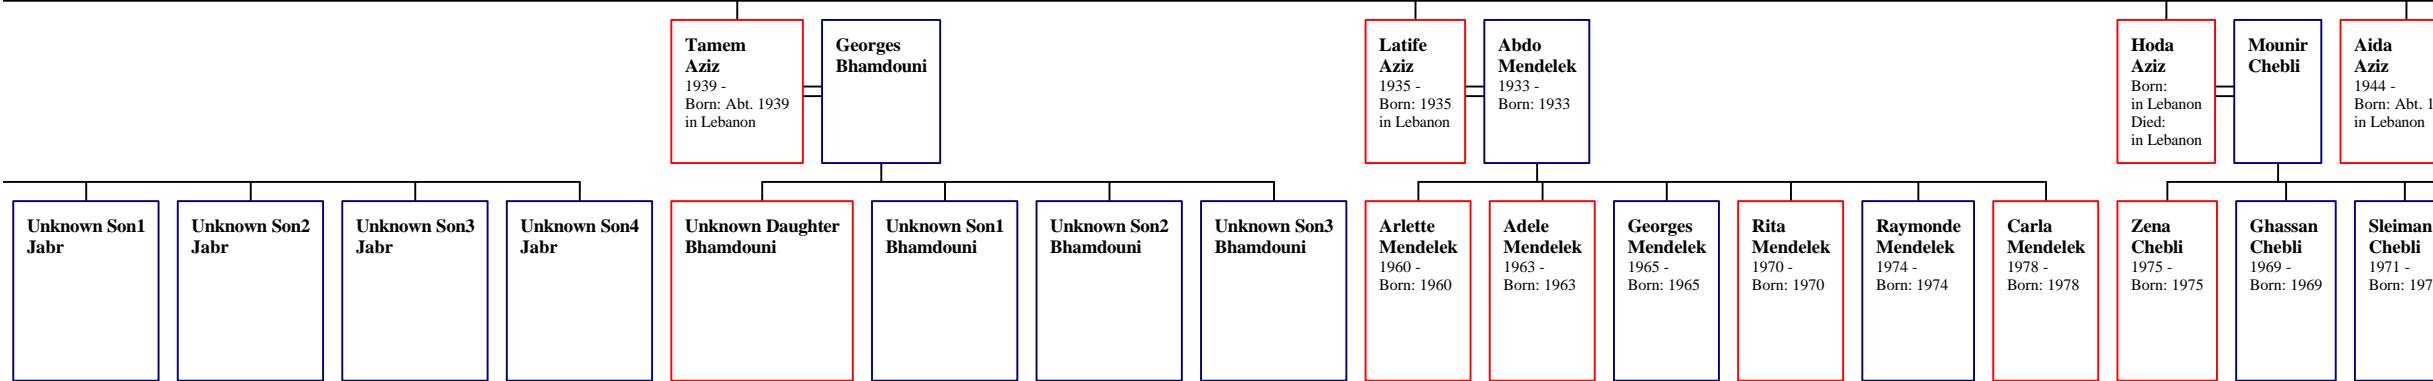 Tamem
Aziz
1939 -
Born: Abt. 1939
in Lebanon
Georges
Bhamdouni
Latife
Aziz
1935 -
Born: 1935
in Lebanon
Abdo
Mendelek
1933 -
Born: 1933
Hoda
Aziz
Born:
in Lebanon
Died:
in Lebanon
Mounir
Chebli
Aida
Aziz
1944 -
Born: Abt. 1
in Lebanon
Unknown Son1
Jabr
Unknown Son2
Jabr
Unknown Son3
Jabr
Unknown Son4
Jabr
Unknown Daughter
Bhamdouni
Unknown Son1
Bhamdouni
Unknown Son2
Bhamdouni
Unknown Son3
Bhamdouni
Arlette
Mendelek
1960 -
Born: 1960
Adele
Mendelek
1963 -
Born: 1963
Georges
Mendelek
1965 -
Born: 1965
Rita
Mendelek
1970 -
Born: 1970
Raymonde
Mendelek
1974 -
Born: 1974
Carla
Mendelek
1978 -
Born: 1978
Zena
Chebli
1975 -
Born: 1975
Ghassan
Chebli
1969 -
Born: 1969
Sleiman
Chebli
1971 -
Born: 197